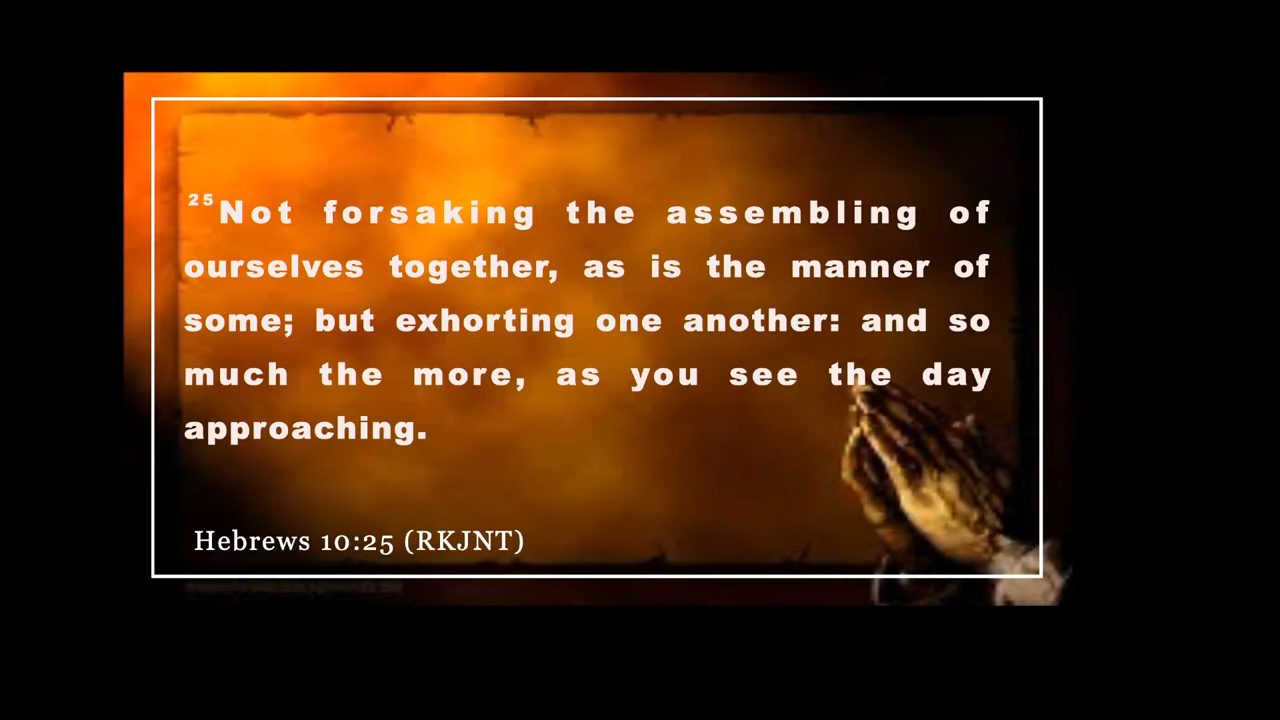 25Not forsaking the assembling of
ourselves together, as is the manner of
some; but exhorting one another: and so
much the more, as you see the day
approaching.
Hebrews 10:25 (RKJNT)